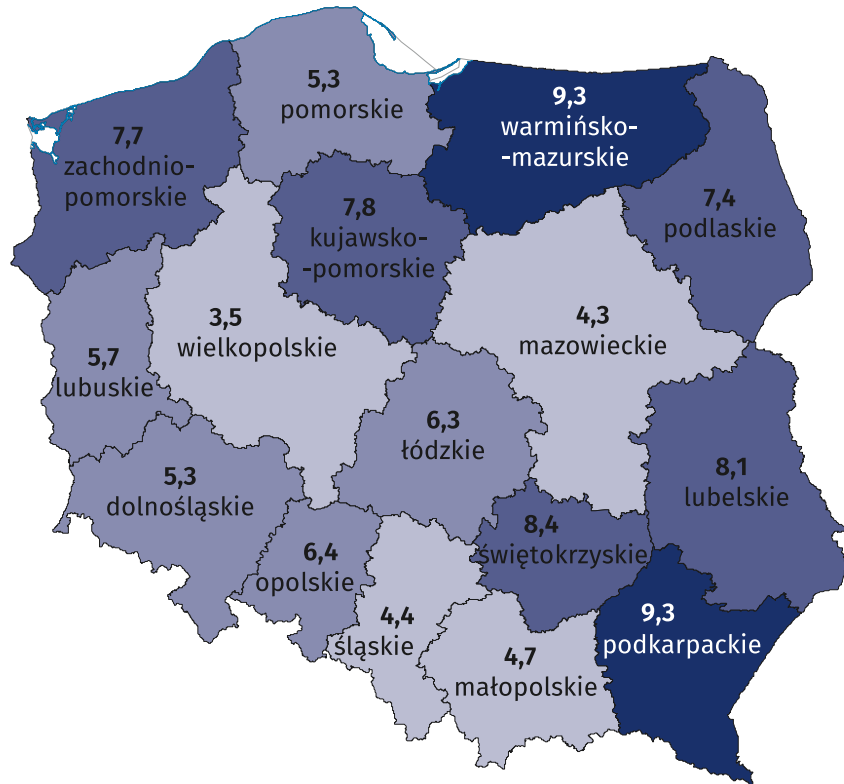 5,3
pomorskie
9,3
warmińsko-
-mazurskie
7,7
zachodnio-
pomorskie
7,8
kujawsko-
-pomorskie
7,4
podlaskie
3,5
wielkopolskie
4,3
mazowieckie
5,7
lubuskie
6,3
łódzkie
5,3
dolnośląskie
8,1
lubelskie
8,4
świętokrzyskie
6,4
opolskie
4,4
śląskie
4,7
małopolskie
9,3
podkarpackie